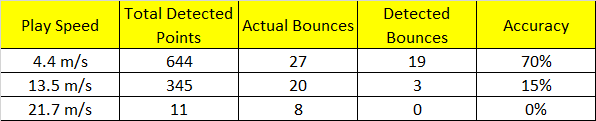 Play Speed Total Detected Points Actual Bounces Detected Bounces Accuracy
4.4 m/s 644 27 19 70%
13.5 m/s 345 20 3 15%
21.7 m/s 11 8 0 0%